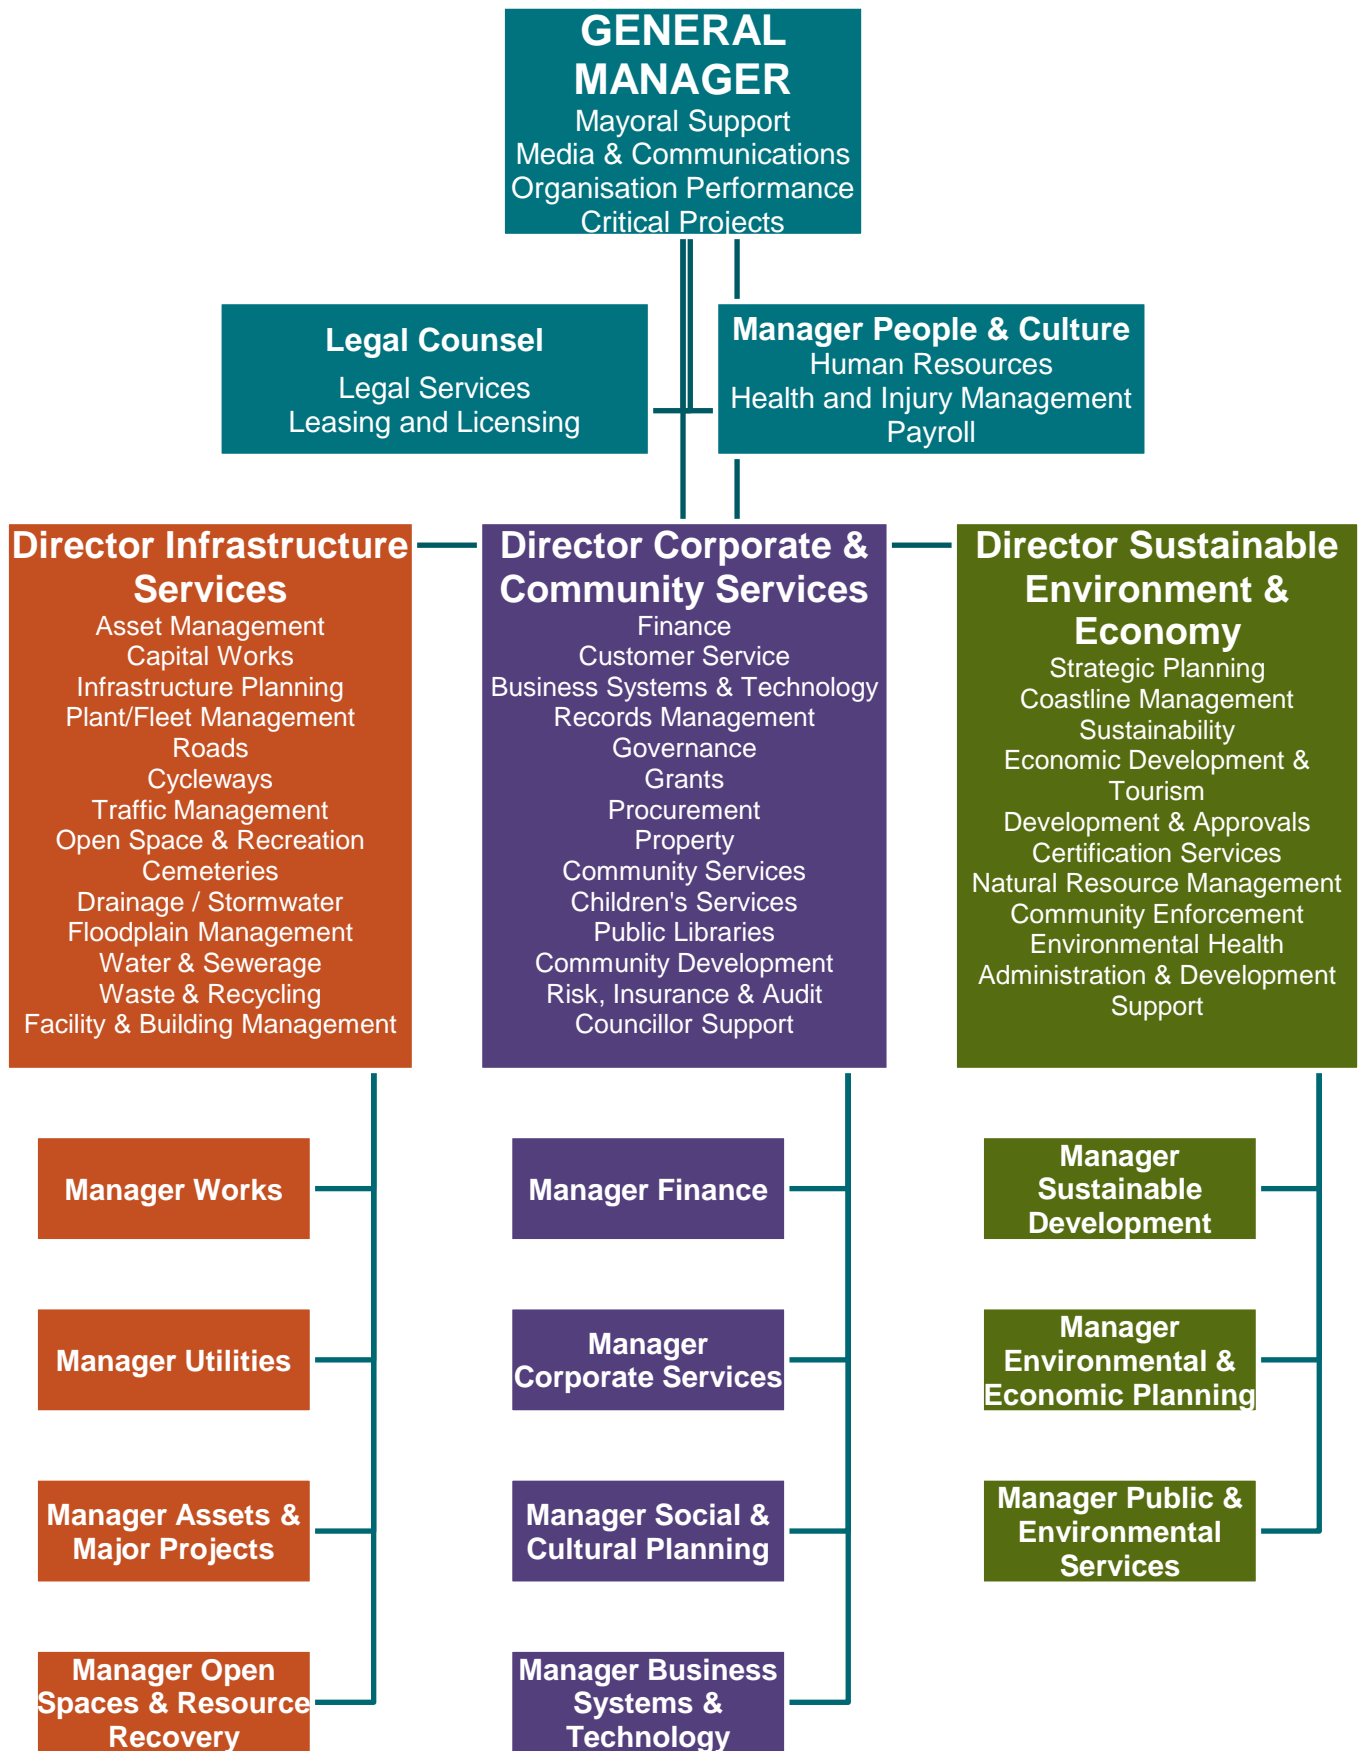 GENERAL
MANAGER
Mayoral Support
Media & Communications
Organisation Performance
Critical Projects
Legal Counsel
Legal Services
Leasing and Licensing
Manager People & Culture
Human Resources
Health and Injury Management
Payroll
Director Infrastructure
Services
Asset Management
Capital Works
Infrastructure Planning
Plant/Fleet Management
Roads
Cycleways
Traffic Management
Open Space & Recreation
Cemeteries
Drainage / Stormwater
Floodplain Management
Water & Sewerage
Waste & Recycling
Facility & Building Management
Director Corporate &
Community Services
Finance
Customer Service
Business Systems & Technology
Records Management
Governance
Grants
Procurement
Property
Community Services
Children's Services
Public Libraries
Community Development
Risk, Insurance & Audit
Councillor Support
Director Sustainable
Environment &
Economy
Strategic Planning
Coastline Management
Sustainability
Economic Development &
Tourism
Development & Approvals
Certification Services
Natural Resource Management
Community Enforcement
Environmental Health
Administration & Development
Support
Manager Works
Manager Utilities
Manager Assets &
Major Projects
Manager Open
Spaces & Resource
Recovery
Manager Finance
Manager
Corporate Services
Manager Social &
Cultural Planning
Manager Business
Systems &
Technology
Manager
Sustainable
Development
Manager
Environmental &
Economic Planning
Manager Public &
Environmental
Services